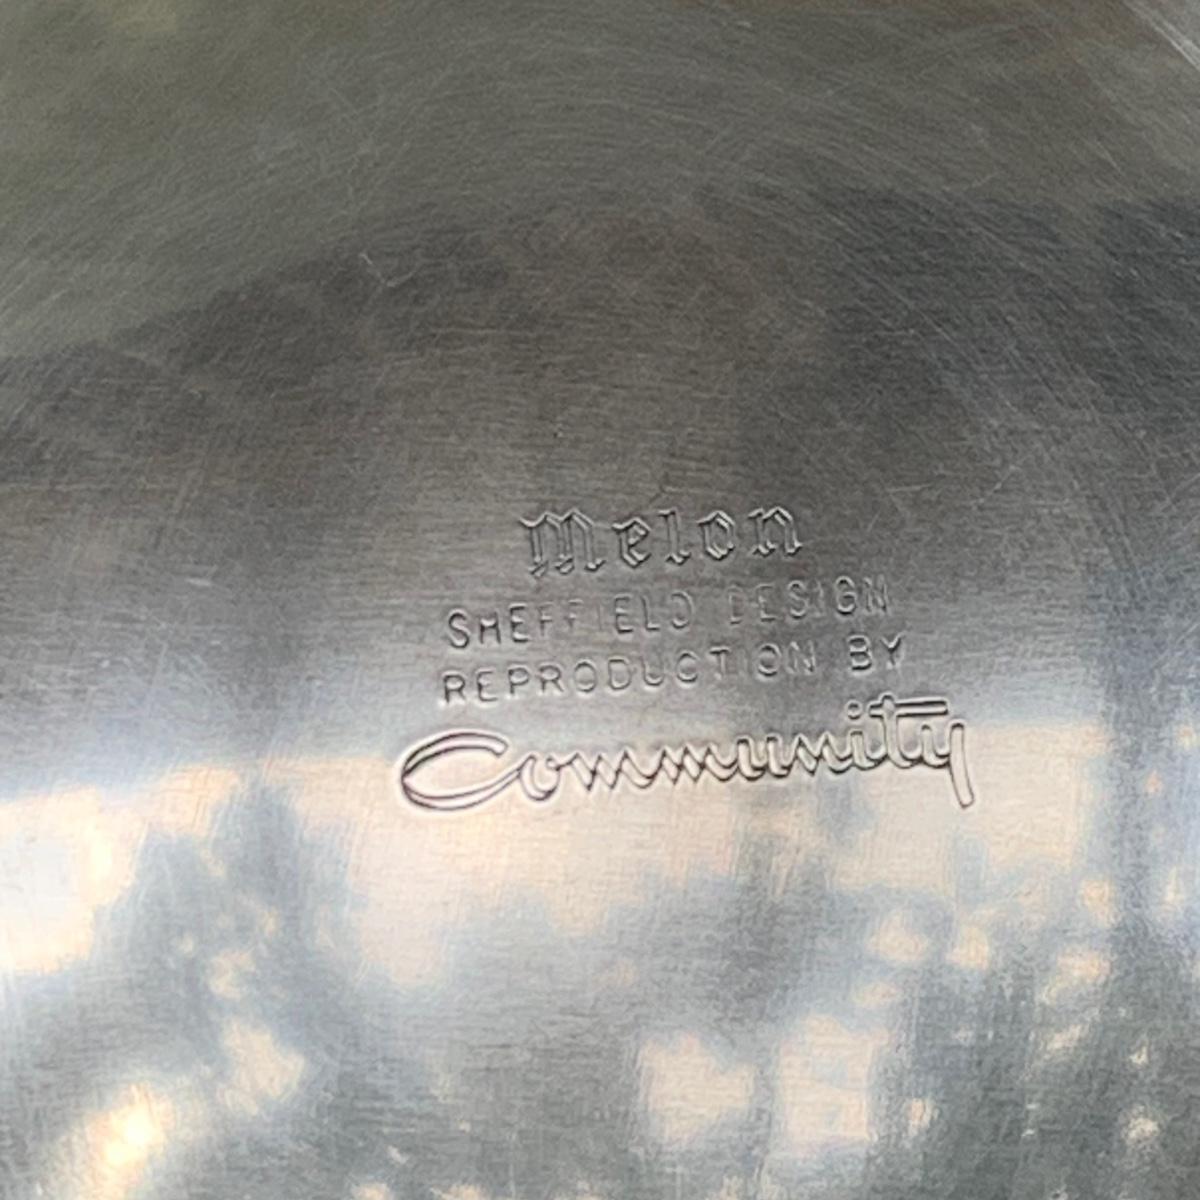 Melon
SHEFFIELD DESIGN
REPRODUCTION BY
Community